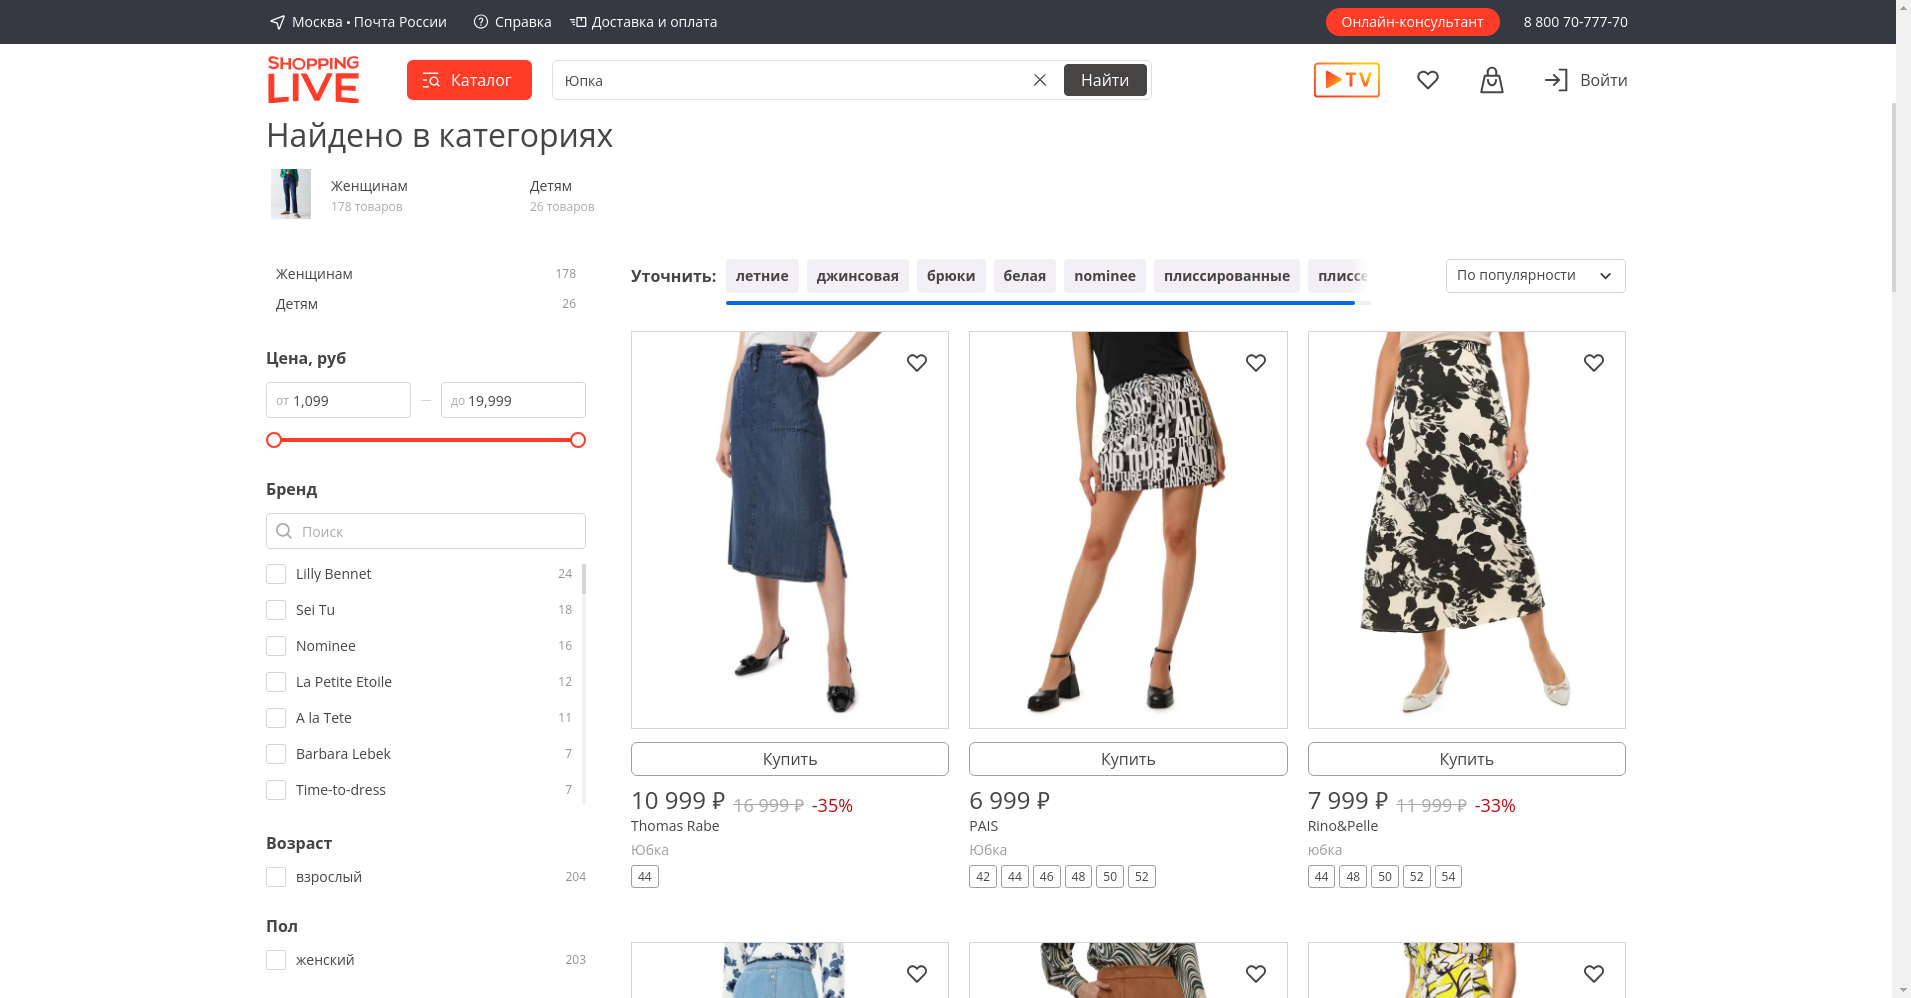 Москва • Почта России
Справка
Доставка и оплата
Онлайн-консультант
8 800 70-777-70
SHOPPING
LIVE
Каталог
Юпка
Найти
TV
Войти
Найдено в категориях
Женщинам
178 товаров
Детям
26 товаров
Женщинам 178
Детям 26
Цена, руб
от 1,099 — до 19,999
Бренд
Поиск
Lilly Bennet 24
Sei Tu 18
Nominee 16
La Petite Etoile 12
A la Tete 11
Barbara Lebek 7
Time-to-dress 7
Возраст
взрослый 204
Пол
женский 203
Уточнить: летние джинсовая брюки белая nominee плиссированные плиссе
По популярности
Купить
10 999 ₽ 16 999 ₽ -35%
Thomas Rabe
Юбка
44
Купить
6 999 ₽
PAIS
Юбка
42 44 46 48 50 52
Купить
7 999 ₽ 11 999 ₽ -33%
Rino&Pelle
юбка
44 48 50 52 54